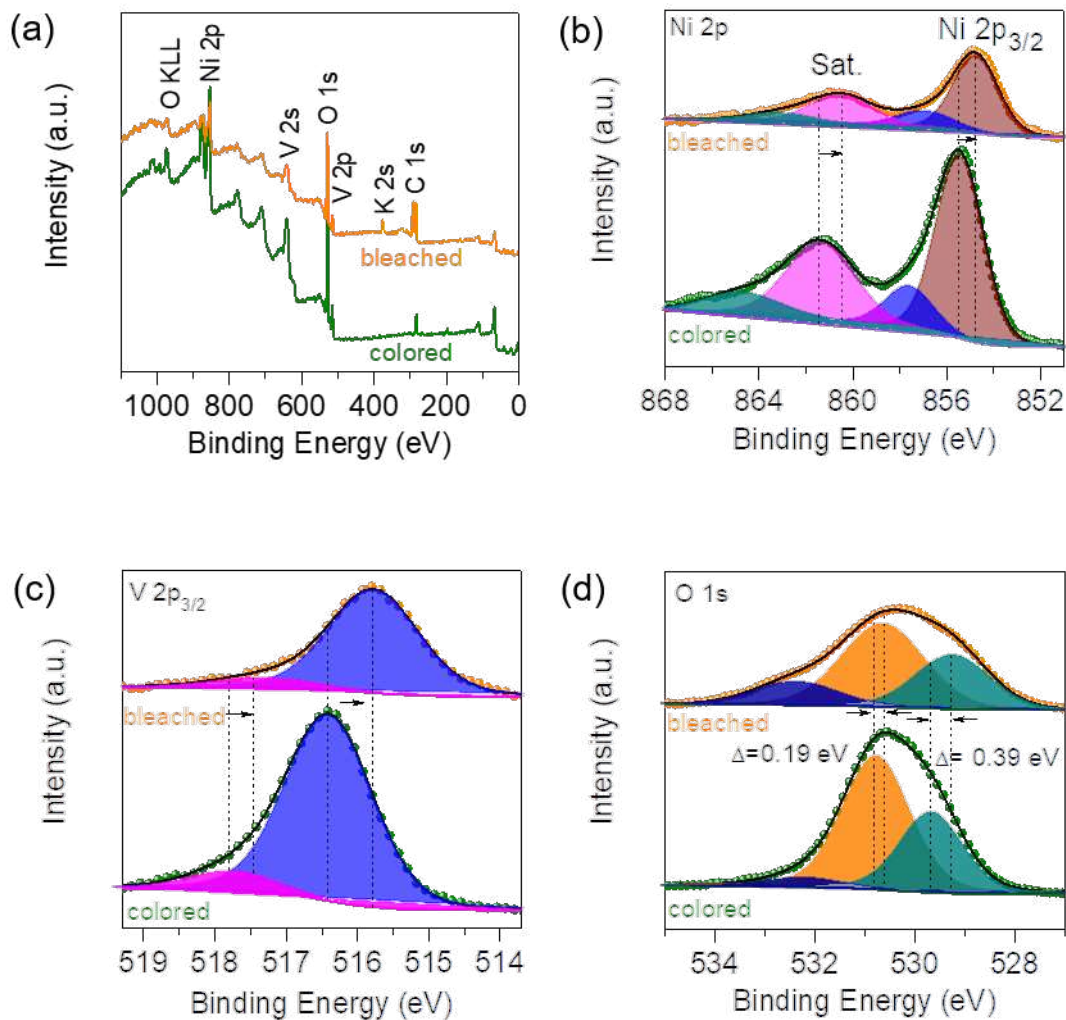 (a)
Intensity (a.u.)
O KLL
Ni 2p
V 2s
O 1s
V 2p
K 2s
C 1s
bleached
colored
1000 800 600 400 200 0
Binding Energy (eV)
(b)
Intensity (a.u.)
Ni 2p
Sat.
Ni 2p3/2
bleached
colored
868 864 860 856 852
Binding Energy (eV)
(c)
Intensity (a.u.)
V 2p3/2
bleached
colored
519 518 517 516 515 514
Binding Energy (eV)
(d)
Intensity (a.u.)
O 1s
bleached
Δ=0.19 eV Δ= 0.39 eV
colored
534 532 530 528
Binding Energy (eV)